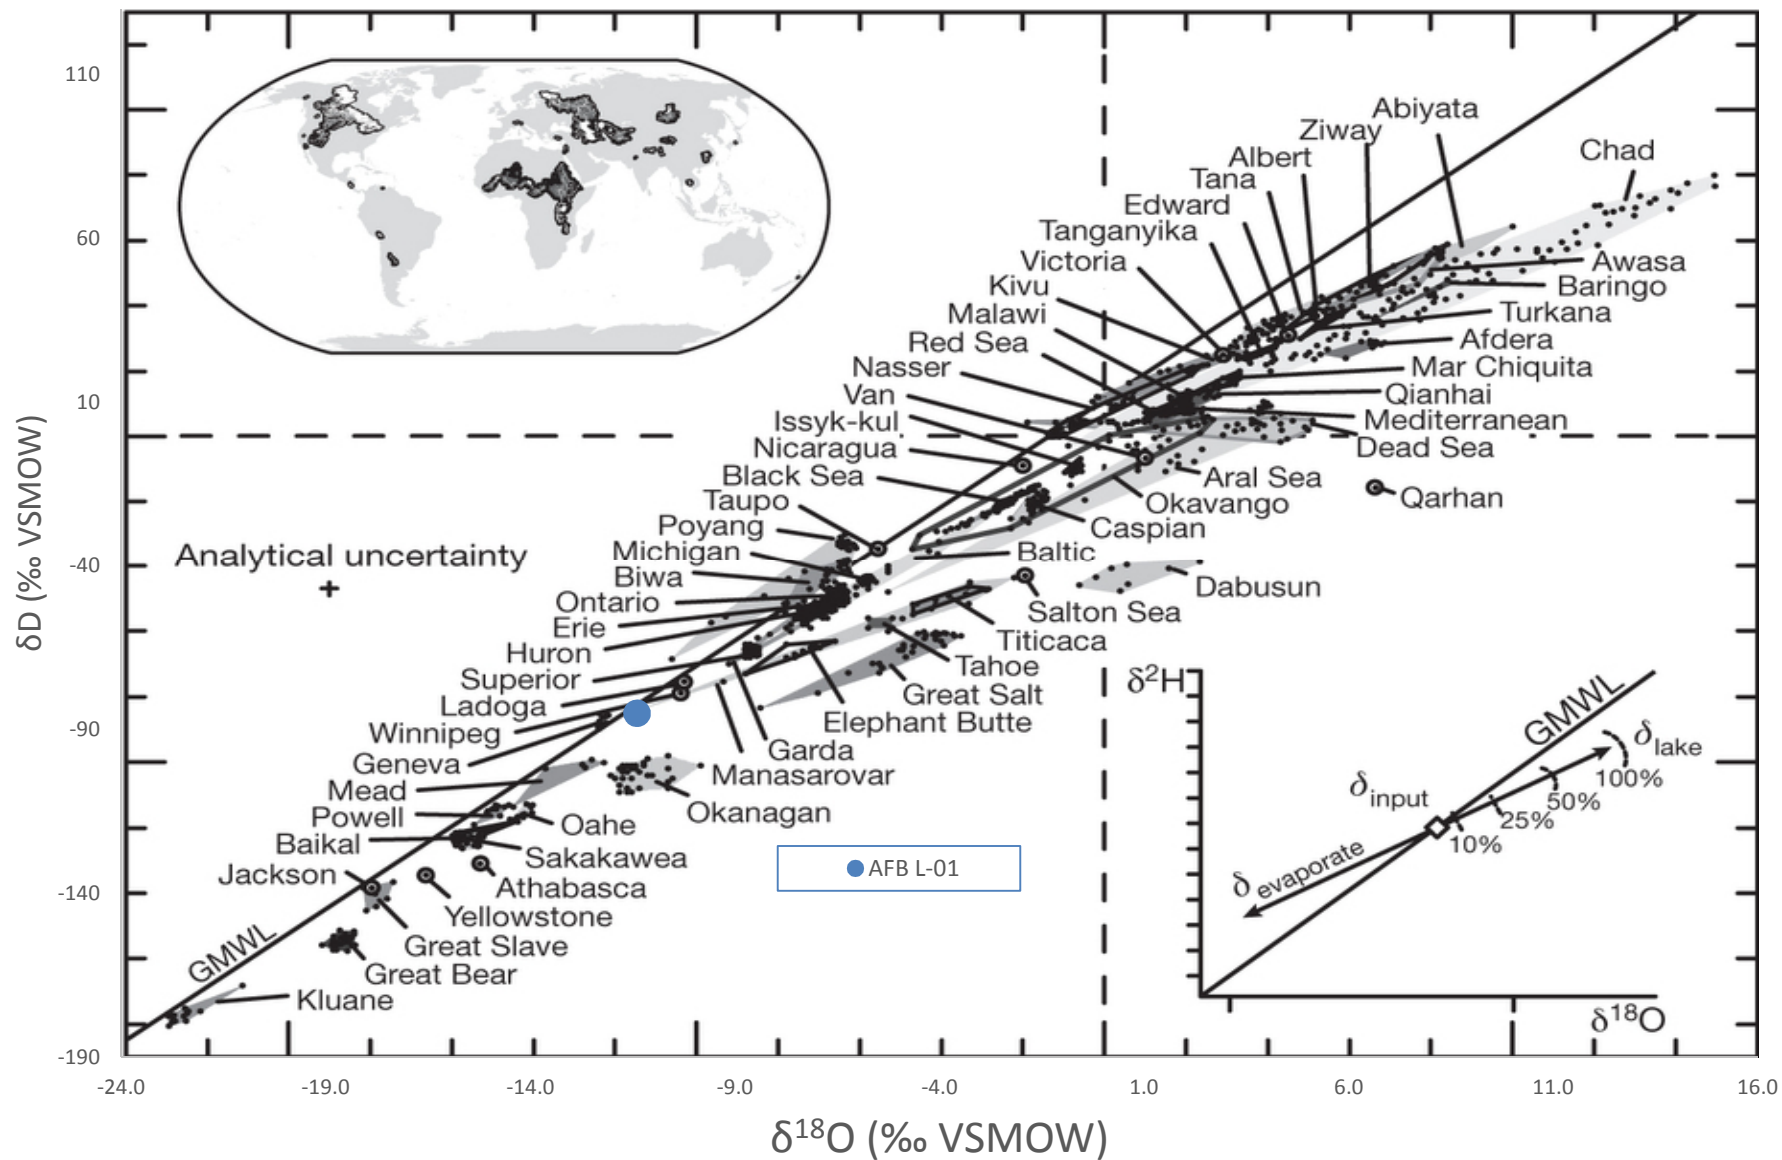 110
60
10
-40
-90
-140
-190
δD (‰ VSMOW)
-24.0
-19.0
-14.0
-9.0
-4.0
1.0
6.0
11.0
16.0
δ18O (‰ VSMOW)
Abiyata
Ziway
Albert
Tana
Edward
Tanganyika
Victoria
Kivu
Malawi
Red Sea
Nasser
Van
Issyk-kul
Nicaragua
Black Sea
Taupo
Poyang
Michigan
Biwa
Ontario
Erie
Huron
Superior
Ladoga
Winnipeg
Geneva
Mead
Powell
Baikal
Jackson
GMWL
Chad
Awasa
Baringo
Turkana
Afdera
Mar Chiquita
Qianhai
Mediterranean
Dead Sea
Aral Sea
Okavango
Qarhan
Caspian
Baltic
Dabusun
Salton Sea
Titicaca
Tahoe
Great Salt
Elephant Butte
Garda
Manasarovar
Okanagan
Oahe
Sakakawea
Athabasca
Yellowstone
Great Slave
Great Bear
Kluane
Analytical uncertainty
AFB L-01
δ2H
GMWL
δlake
100%
50%
25%
10%
δinput
δevaporate
δ18O